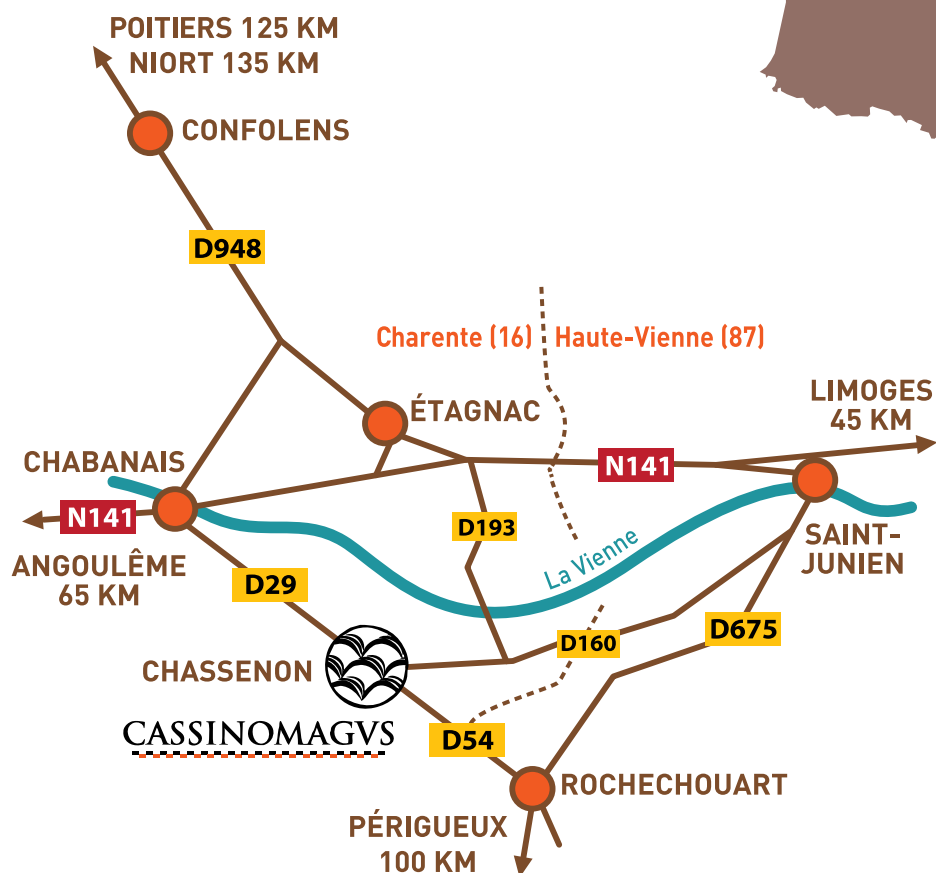 POITIERS 125 KM
NIORT 135 KM
CONFOLENS
D948
Charente (16)
Haute-Vienne (87)
LIMOGES
45 KM
ÉTAGNAC
CHABANAIS
N141
N141
D193
SAINT-
JUNIEN
La Vienne
ANGOULÊME
65 KM
D29
D160
D675
CHASSENON
CASSINOMAGVS
D54
ROCHECHOUART
PÉRIGUEUX
100 KM